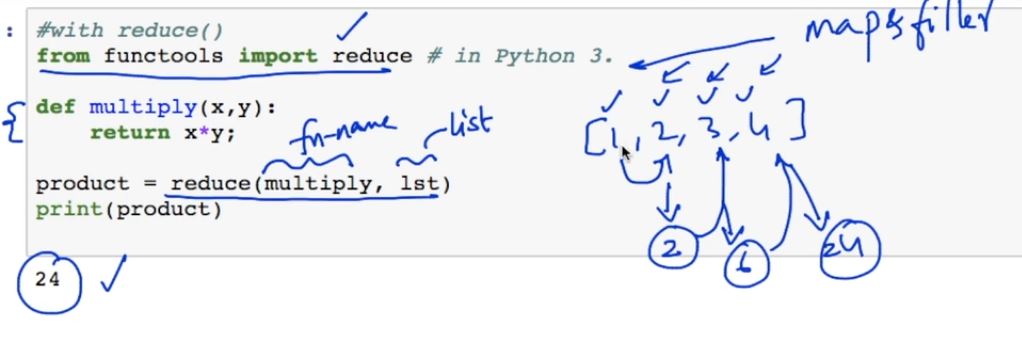 #with reduce()
from functools import reduce # in Python 3.
map & filter
def multiply(x,y):
return x*y;
fn-name
list
[1, 2, 3, 4]
product = reduce(multiply, lst)
print(product)
2
6
24
24